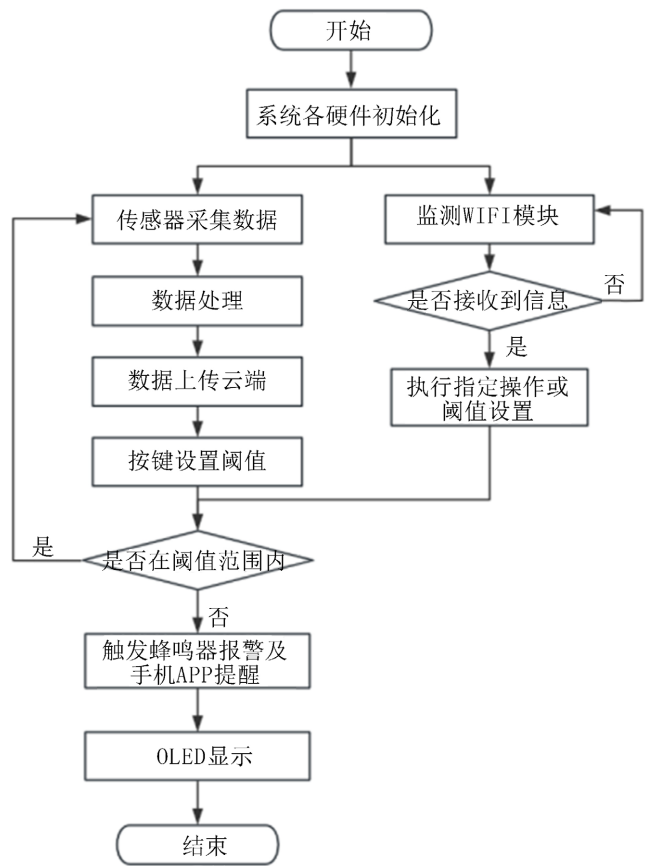 开始
系统各硬件初始化
传感器采集数据
监测WIFI模块
数据处理
是否接收到信息
否
是
数据上传云端
执行指定操作或
阈值设置
按键设置阈值
是
是否在阈值范围内
否
触发蜂鸣器报警及
手机APP提醒
OLED显示
结束